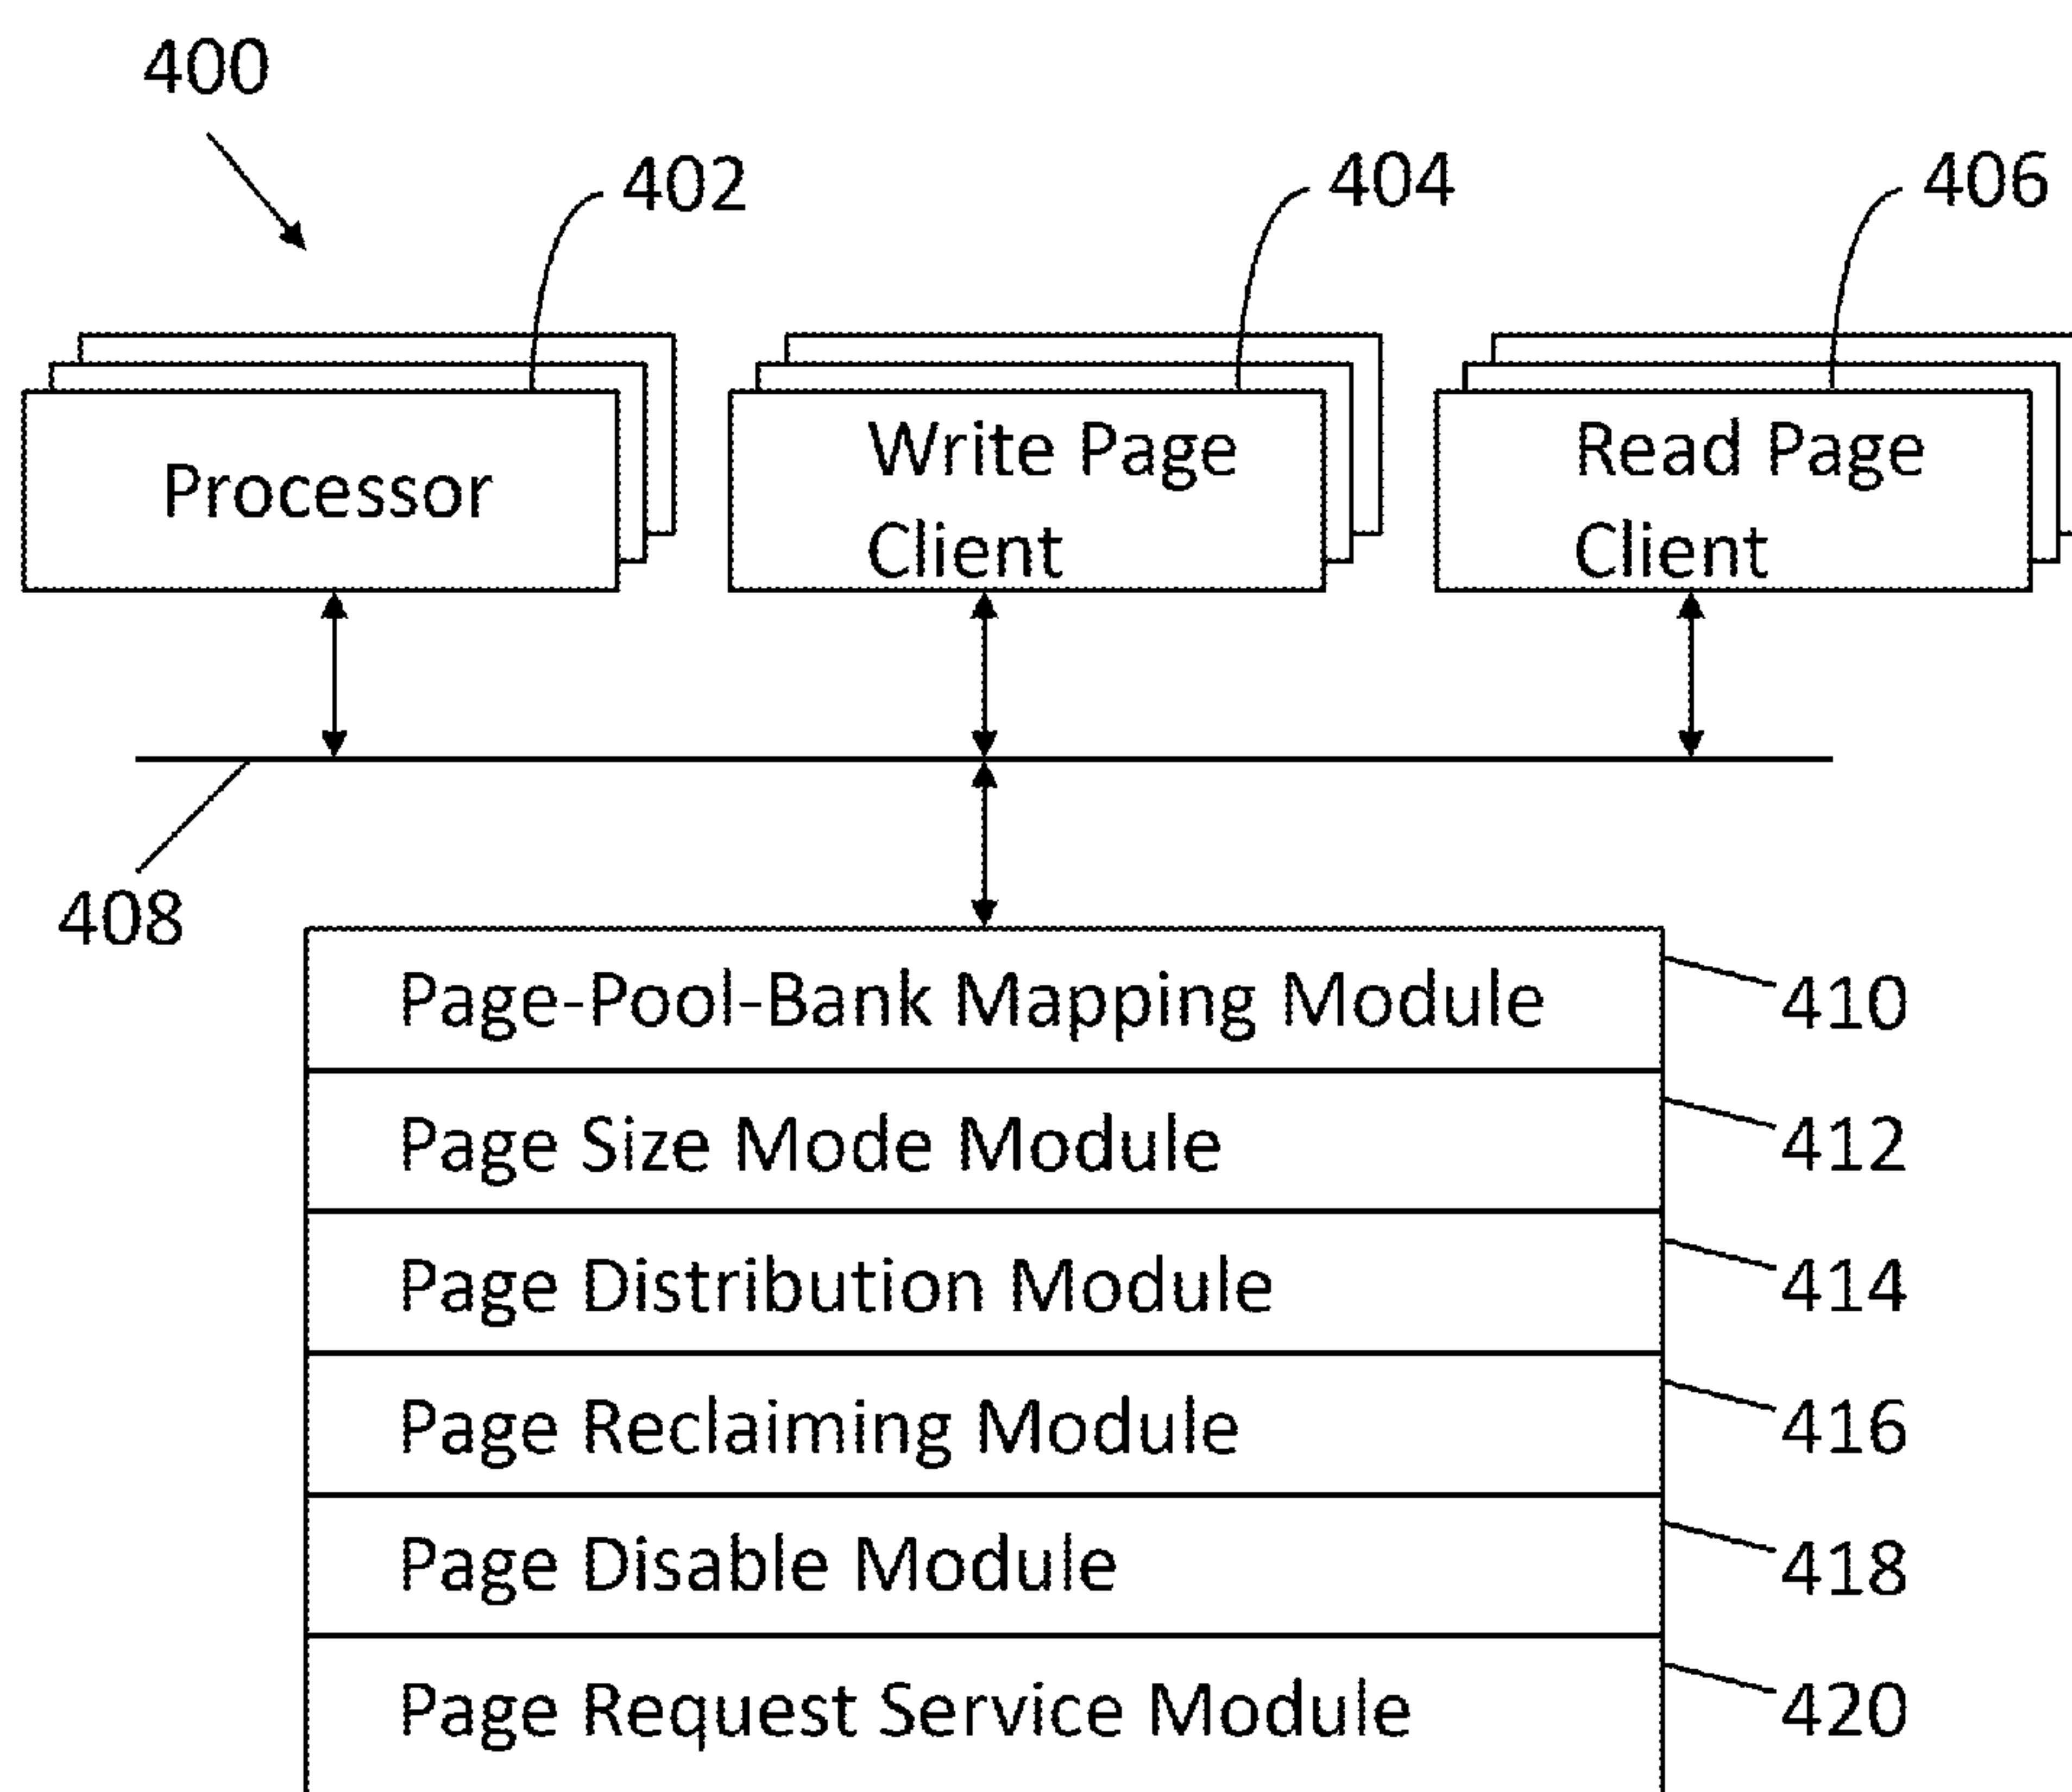 400
402
404
406
Processor
Write Page
Client
Read Page
Client
408
Page-Pool-Bank Mapping Module
410
Page Size Mode Module
412
Page Distribution Module
414
Page Reclaiming Module
416
Page Disable Module
418
Page Request Service Module
420